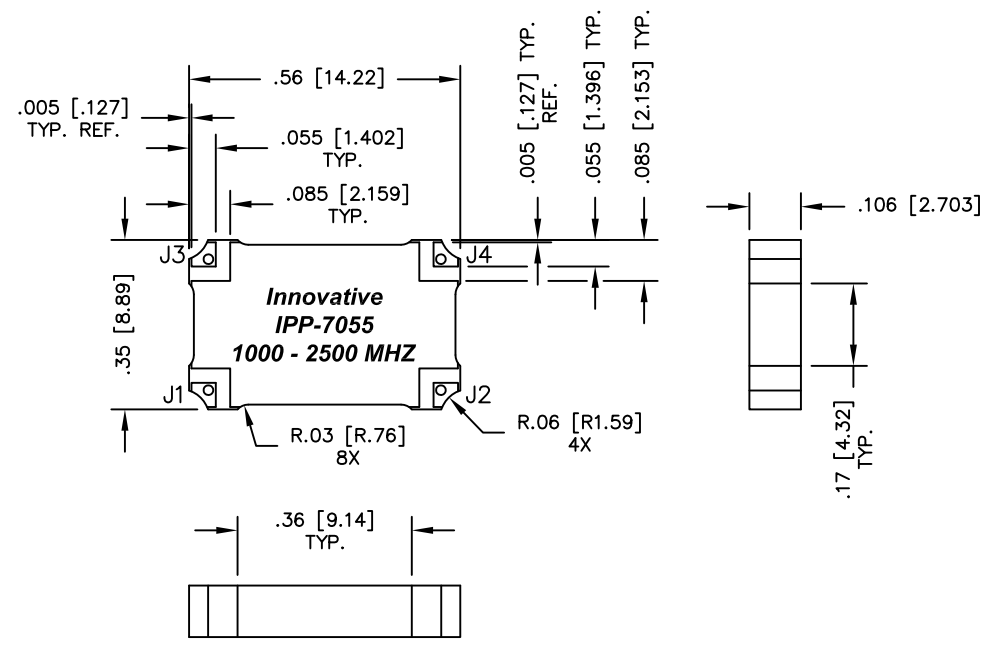 .56 [14.22]
.005 [.127]
TYP. REF.
.055 [1.402]
TYP.
.085 [2.159]
TYP.
.005 [.127] TYP.
REF.
.055 [1.396] TYP.
.085 [2.153] TYP.
.106 [2.703]
J3
J4
.35 [8.89]
Innovative
IPP-7055
1000 - 2500 MHZ
J1
J2
R.03 [R.76]
8X
R.06 [R1.59]
4X
.17 [4.32]
TYP.
.36 [9.14]
TYP.